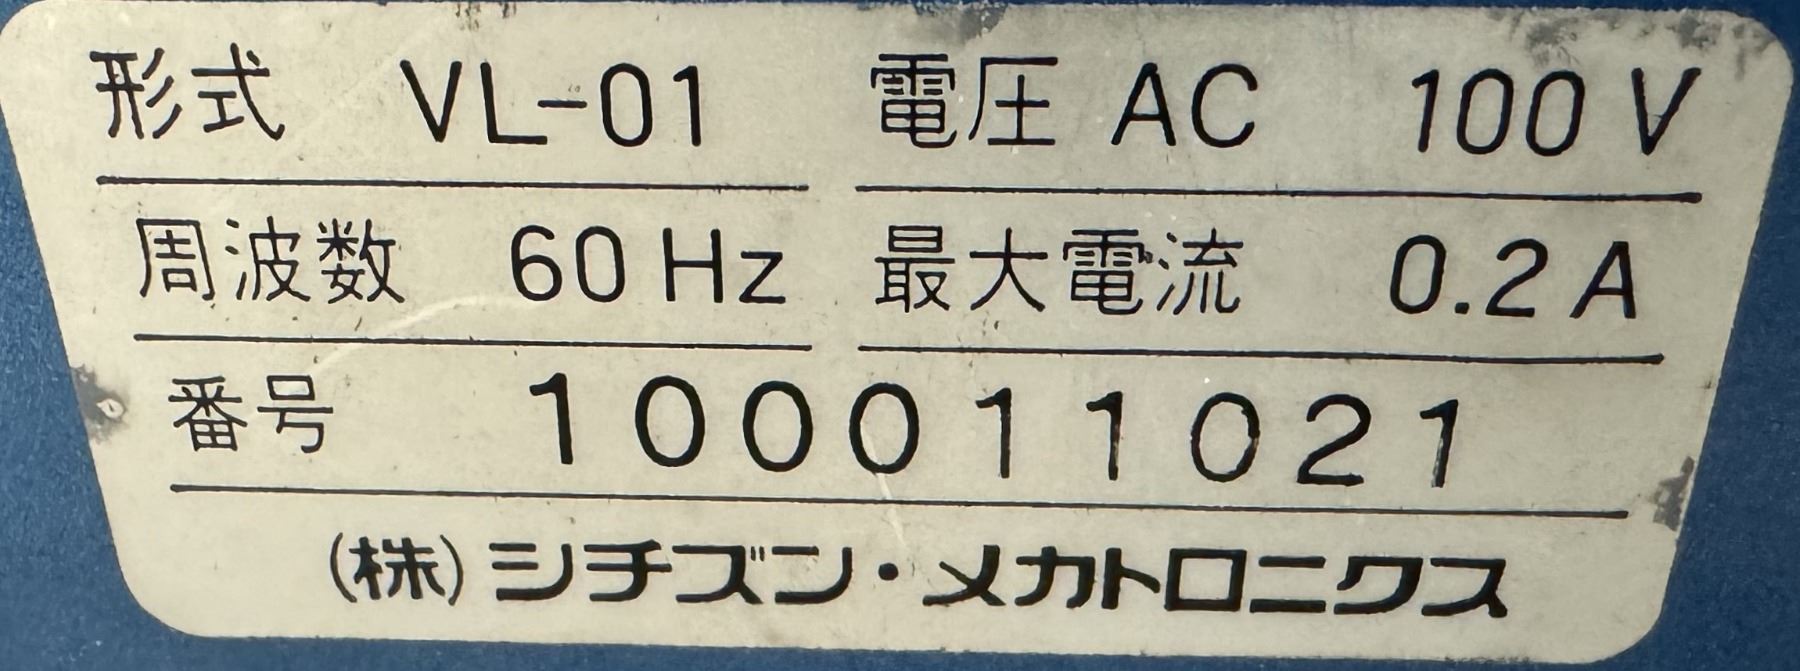 形式 VL-01 電圧 AC 100 V
周波数 60 Hz 最大電流 0.2 A
番号 100011021
(株)シチズン・メカトロニクス